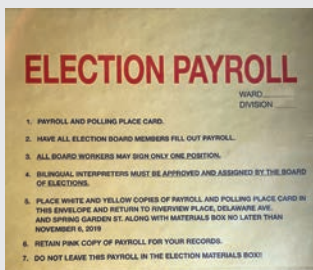 ELECTION PAYROLL
WARD
DIVISION
1. PAYROLL AND POLLING PLACE CARD.
2. HAVE ALL ELECTION BOARD MEMBERS FILL OUT PAYROLL.
3. ALL BOARD WORKERS MAY SIGN ONLY ONE POSITION.
4. BILINGUAL INTERPRETERS MUST BE APPROVED AND ASSIGNED BY THE BOARD
OF ELECTIONS.
5. PLACE WHITE AND YELLOW COPIES OF PAYROLL AND POLLING PLACE CARD IN
THIS ENVELOPE AND RETURN TO RIVERVIEW PLACE, DELAWARE AVE.
AND SPRING GARDEN ST. ALONG WITH MATERIALS BOX NO LATER THAN
NOVEMBER 6, 2019
6. RETAIN PINK COPY OF PAYROLL FOR YOUR RECORDS.
7. DO NOT LEAVE THIS PAYROLL IN THE ELECTION MATERIALS BOX!!